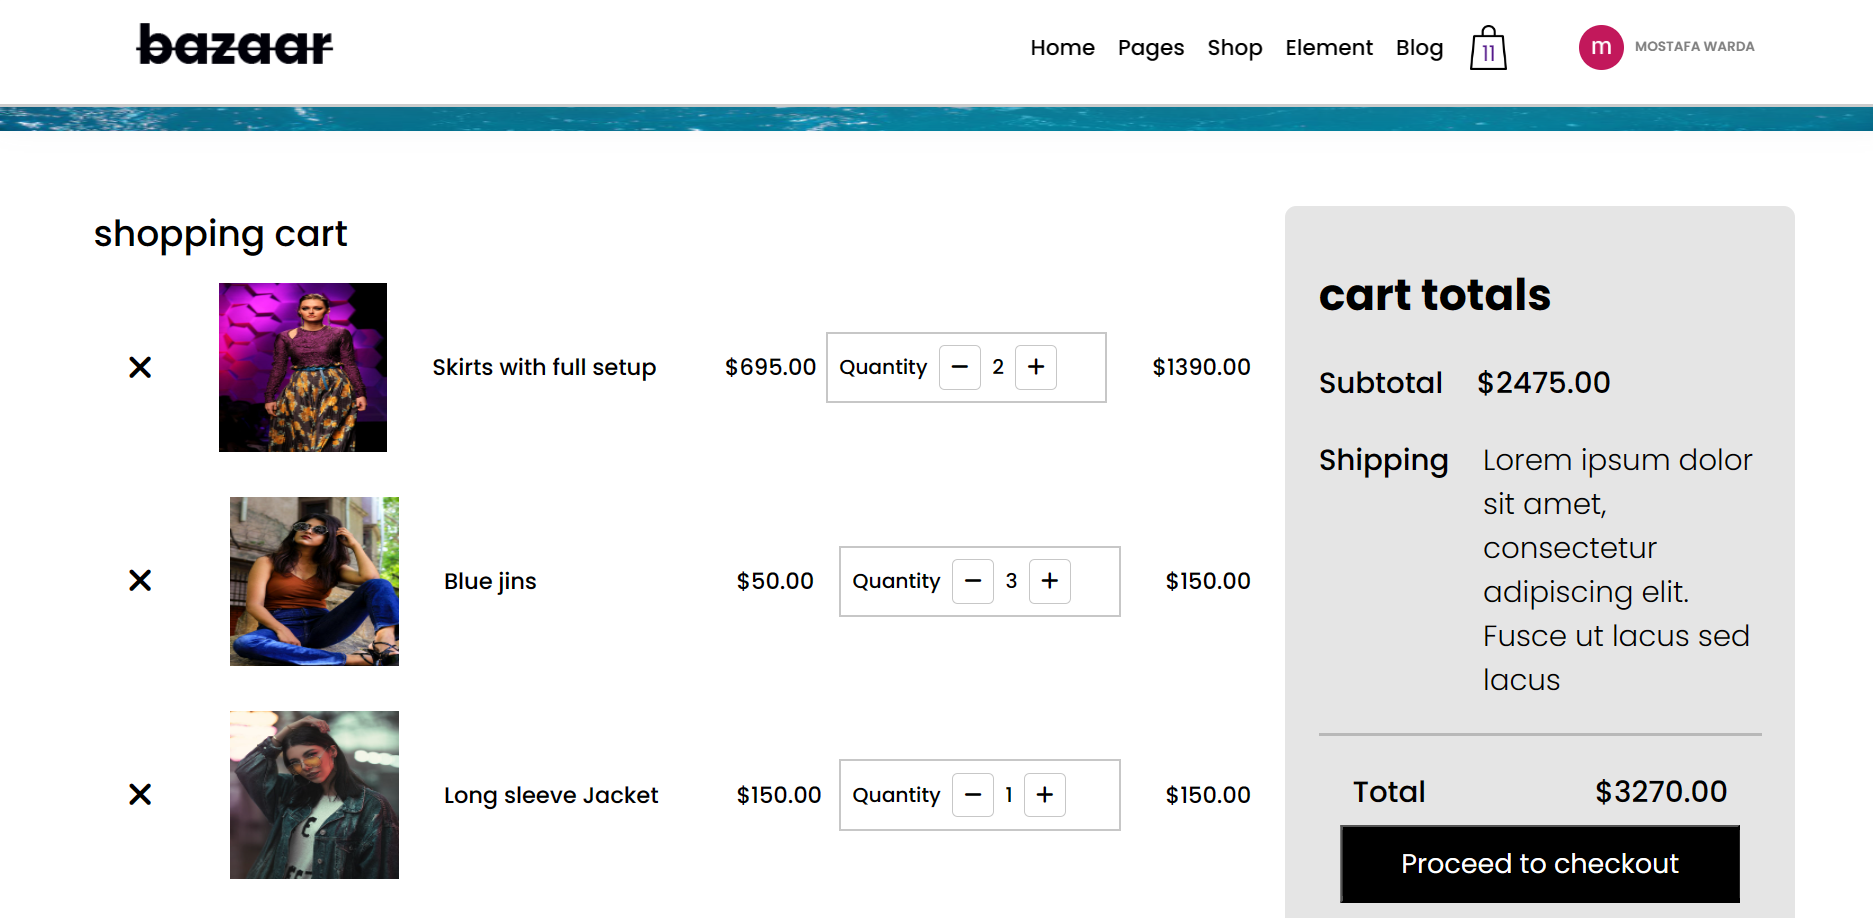 bazaar
Home Pages Shop Element Blog 11 m MOSTAFA WARDA
shopping cart
Skirts with full setup $695.00 Quantity − 2 + $1390.00
Blue jins $50.00 Quantity − 3 + $150.00
Long sleeve Jacket $150.00 Quantity − 1 + $150.00
cart totals
Subtotal $2475.00
Shipping Lorem ipsum dolor
sit amet,
consectetur
adipiscing elit.
Fusce ut lacus sed
lacus
Total $3270.00
Proceed to checkout